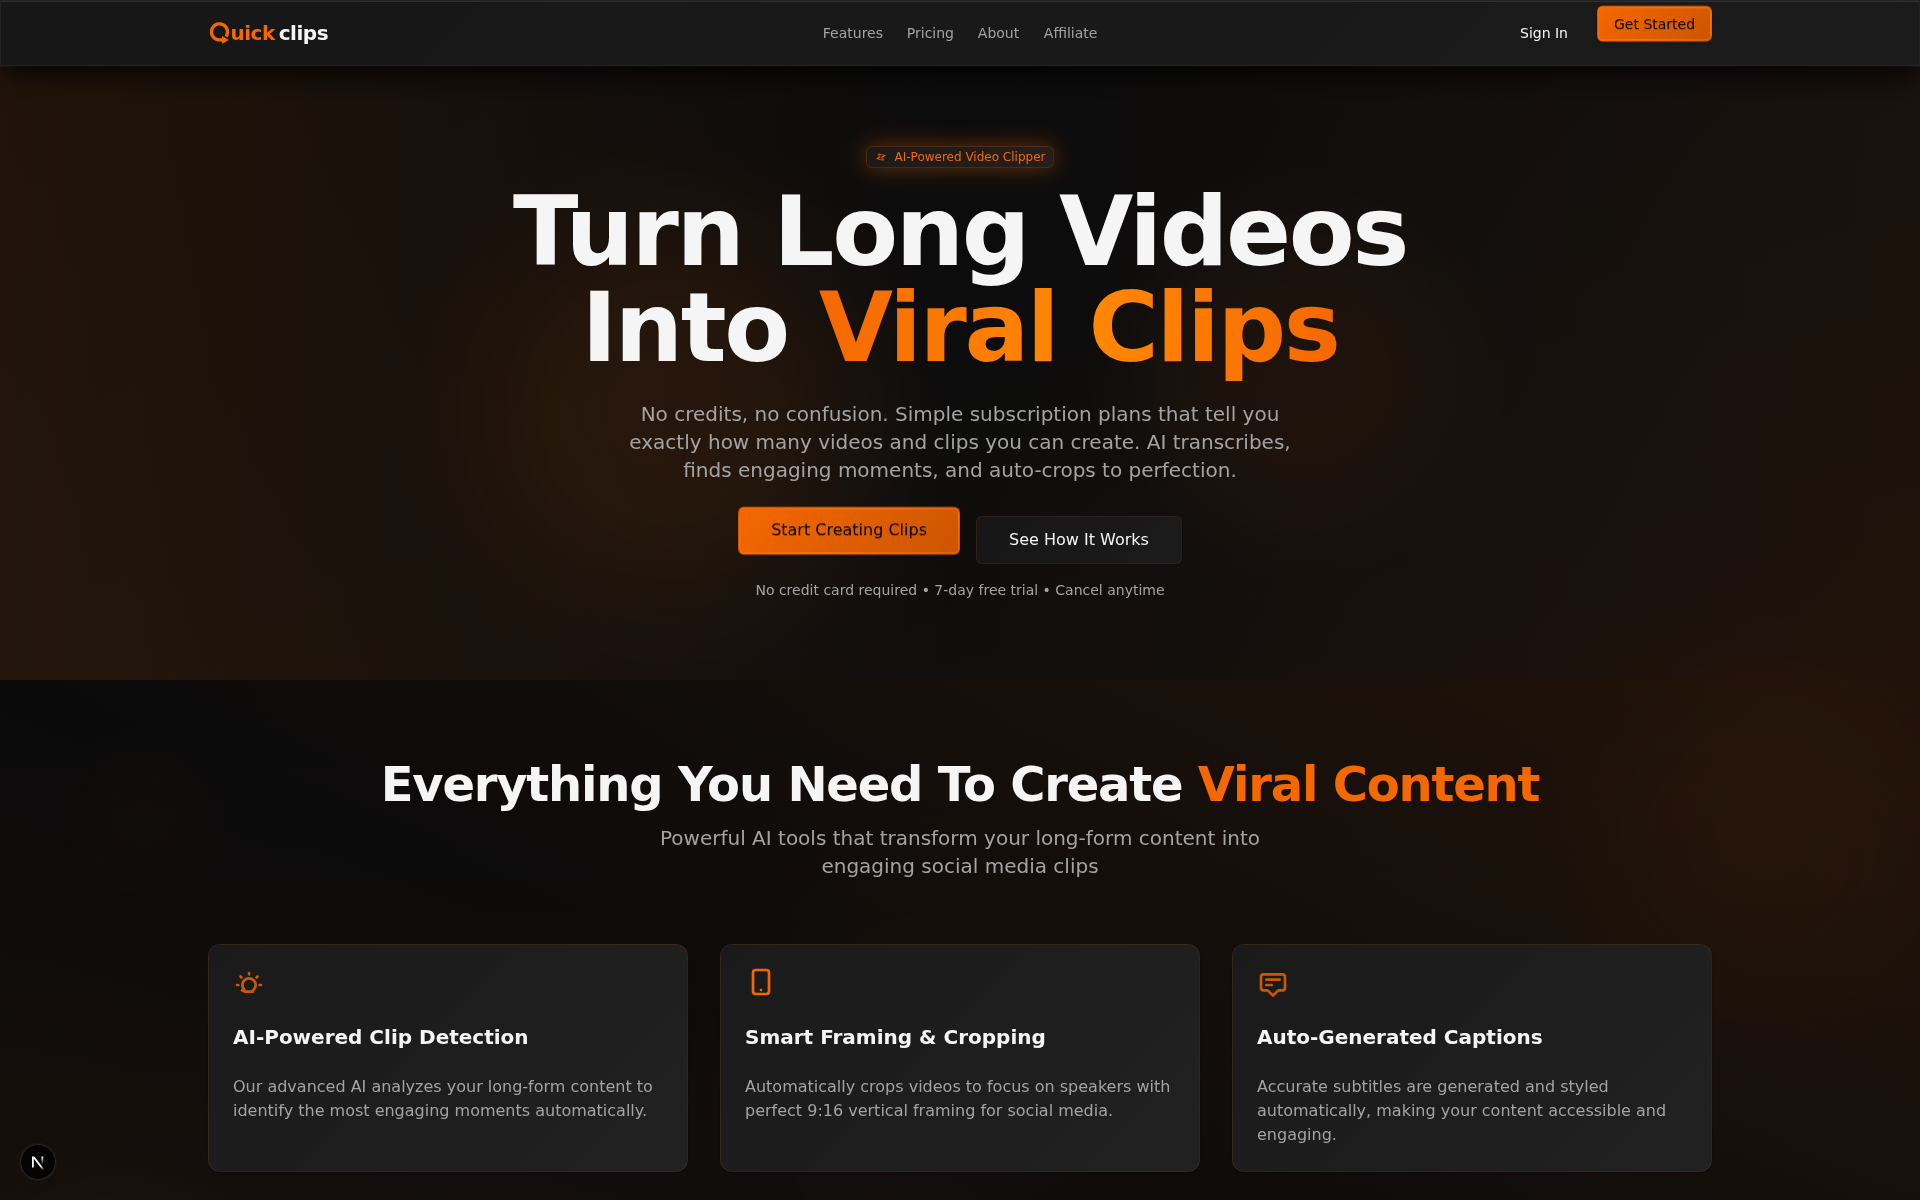 Quick clips
Features Pricing About Affiliate
Sign In
Get Started
AI-Powered Video Clipper
Turn Long Videos
Into Viral Clips
No credits, no confusion. Simple subscription plans that tell you
exactly how many videos and clips you can create. AI transcribes,
finds engaging moments, and auto-crops to perfection.
Start Creating Clips
See How It Works
No credit card required • 7-day free trial • Cancel anytime
Everything You Need To Create Viral Content
Powerful AI tools that transform your long-form content into
engaging social media clips
AI-Powered Clip Detection
Our advanced AI analyzes your long-form content to
identify the most engaging moments automatically.
Smart Framing & Cropping
Automatically crops videos to focus on speakers with
perfect 9:16 vertical framing for social media.
Auto-Generated Captions
Accurate subtitles are generated and styled
automatically, making your content accessible and
engaging.
N